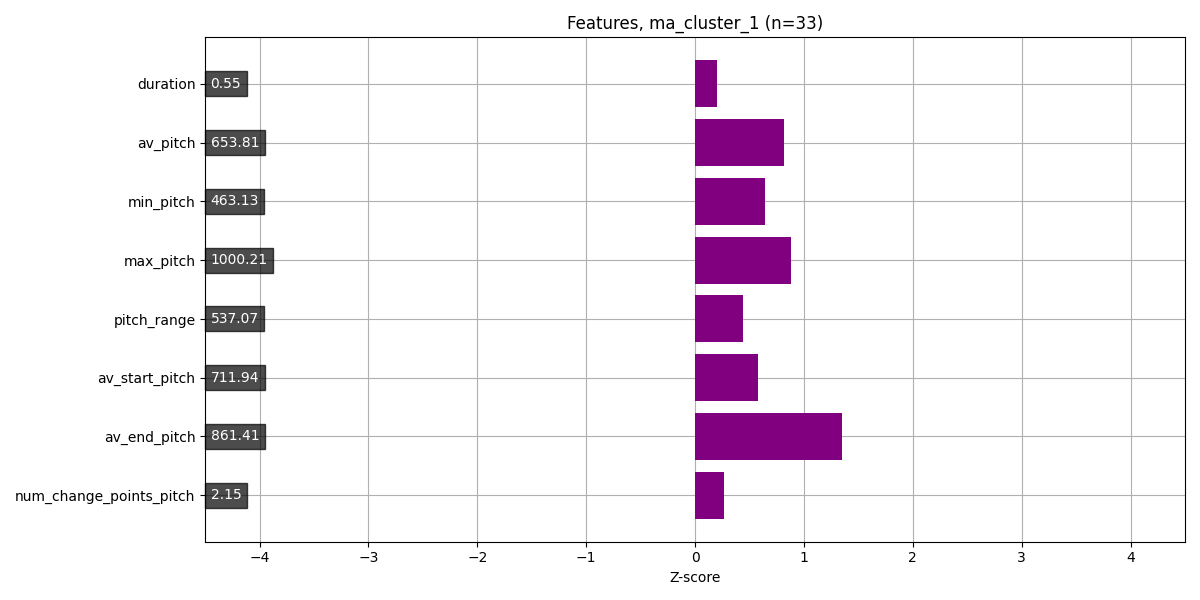 Features, ma_cluster_1 (n=33)
duration 0.55
av_pitch 653.81
min_pitch 463.13
max_pitch 1000.21
pitch_range 537.07
av_start_pitch 711.94
av_end_pitch 861.41
num_change_points_pitch 2.15
−4 −3 −2 −1 0 1 2 3 4
Z-score